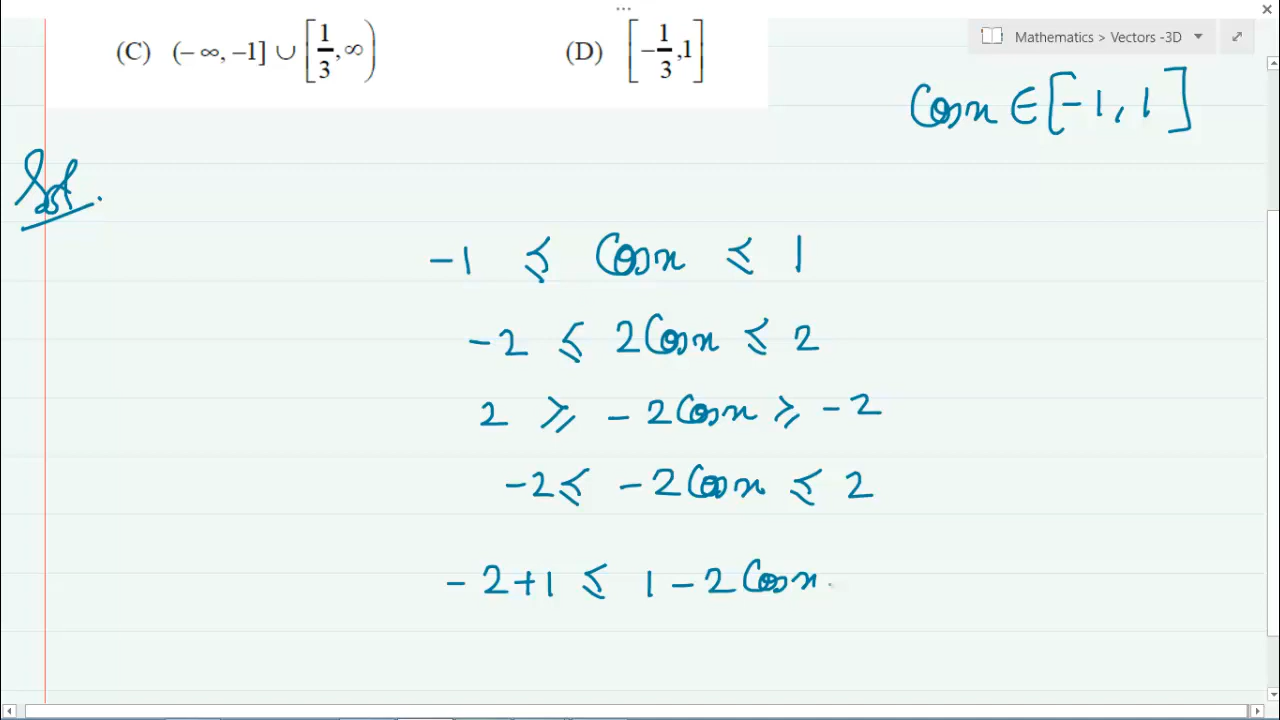 (C) (– ∞, –1] ∪ [1/3, ∞)
(D) [–1/3, 1]
Mathematics > Vectors -3D
Cosx ∈ [-1, 1]
Sol.
-1 ≤ Cosx ≤ 1
-2 ≤ 2Cosx ≤ 2
2 ≥ -2Cosx ≥ -2
-2 ≤ -2Cosx ≤ 2
-2+1 ≤ 1-2Cosx